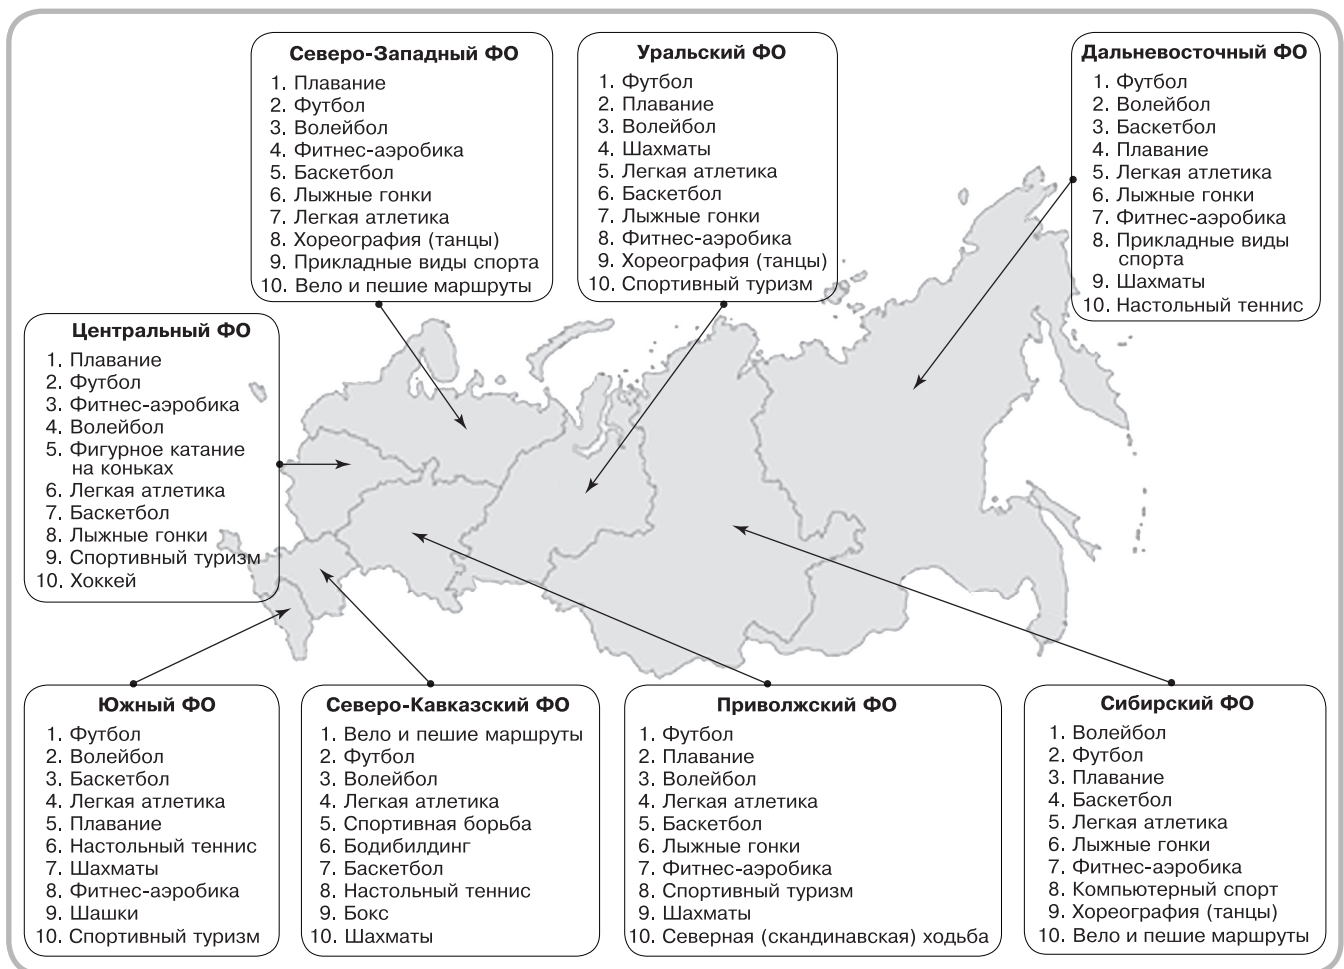 Северо-Западный ФО
1. Плавание
2. Футбол
3. Волейбол
4. Фитнес-аэробика
5. Баскетбол
6. Лыжные гонки
7. Легкая атлетика
8. Хореография (танцы)
9. Прикладные виды спорта
10. Вело и пешие маршруты
Уральский ФО
1. Футбол
2. Плавание
3. Волейбол
4. Шахматы
5. Легкая атлетика
6. Баскетбол
7. Лыжные гонки
8. Фитнес-аэробика
9. Хореография (танцы)
10. Спортивный туризм
Дальневосточный ФО
1. Футбол
2. Волейбол
3. Баскетбол
4. Плавание
5. Легкая атлетика
6. Лыжные гонки
7. Фитнес-аэробика
8. Прикладные виды
спорта
9. Шахматы
10. Настольный теннис
Центральный ФО
1. Плавание
2. Футбол
3. Фитнес-аэробика
4. Волейбол
5. Фигурное катание
на коньках
6. Легкая атлетика
7. Баскетбол
8. Лыжные гонки
9. Спортивный туризм
10. Хоккей
Южный ФО
1. Футбол
2. Волейбол
3. Баскетбол
4. Легкая атлетика
5. Плавание
6. Настольный теннис
7. Шахматы
8. Фитнес-аэробика
9. Шашки
10. Спортивный туризм
Северо-Кавказский ФО
1. Вело и пешие маршруты
2. Футбол
3. Волейбол
4. Легкая атлетика
5. Спортивная борьба
6. Бодибилдинг
7. Баскетбол
8. Настольный теннис
9. Бокс
10. Шахматы
Приволжский ФО
1. Футбол
2. Плавание
3. Волейбол
4. Легкая атлетика
5. Баскетбол
6. Лыжные гонки
7. Фитнес-аэробика
8. Спортивный туризм
9. Шахматы
10. Северная (скандинавская) ходьба
Сибирский ФО
1. Волейбол
2. Футбол
3. Плавание
4. Баскетбол
5. Легкая атлетика
6. Лыжные гонки
7. Фитнес-аэробика
8. Компьютерный спорт
9. Хореография (танцы)
10. Вело и пешие маршруты